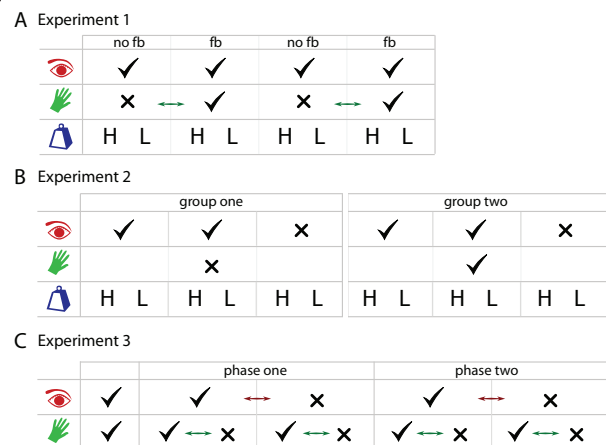 A Experiment 1
no fb fb no fb fb
H L H L H L H L
B Experiment 2
group one group two
H L H L H L H L H L H L
C Experiment 3
phase one phase two